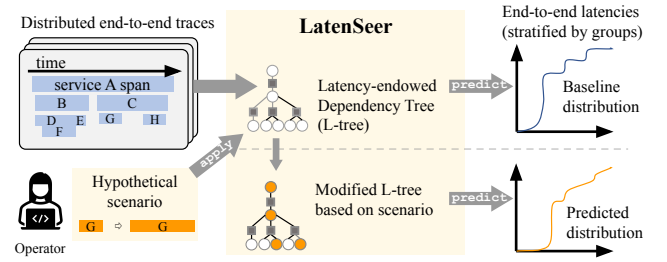 Distributed end-to-end traces
time
service A span
B C
D E G H
F
Operator
Hypothetical
scenario
G ⇨ G
apply
LatenSeer
Latency-endowed
Dependency Tree
(L-tree)
Modified L-tree
based on scenario
predict
predict
End-to-end latencies
(stratified by groups)
Baseline
distribution
Predicted
distribution